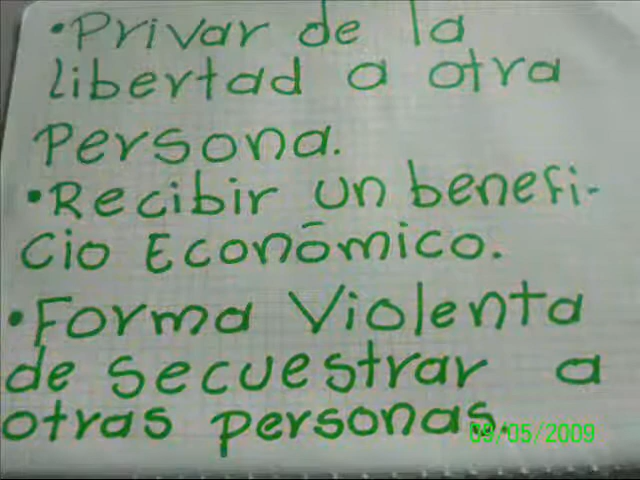 •Privar de la
libertad a otra
Persona.
•Recibir un benefi-
cio Económico.
•Forma Violenta
de secuestrar a
otras personas.
09/05/2009